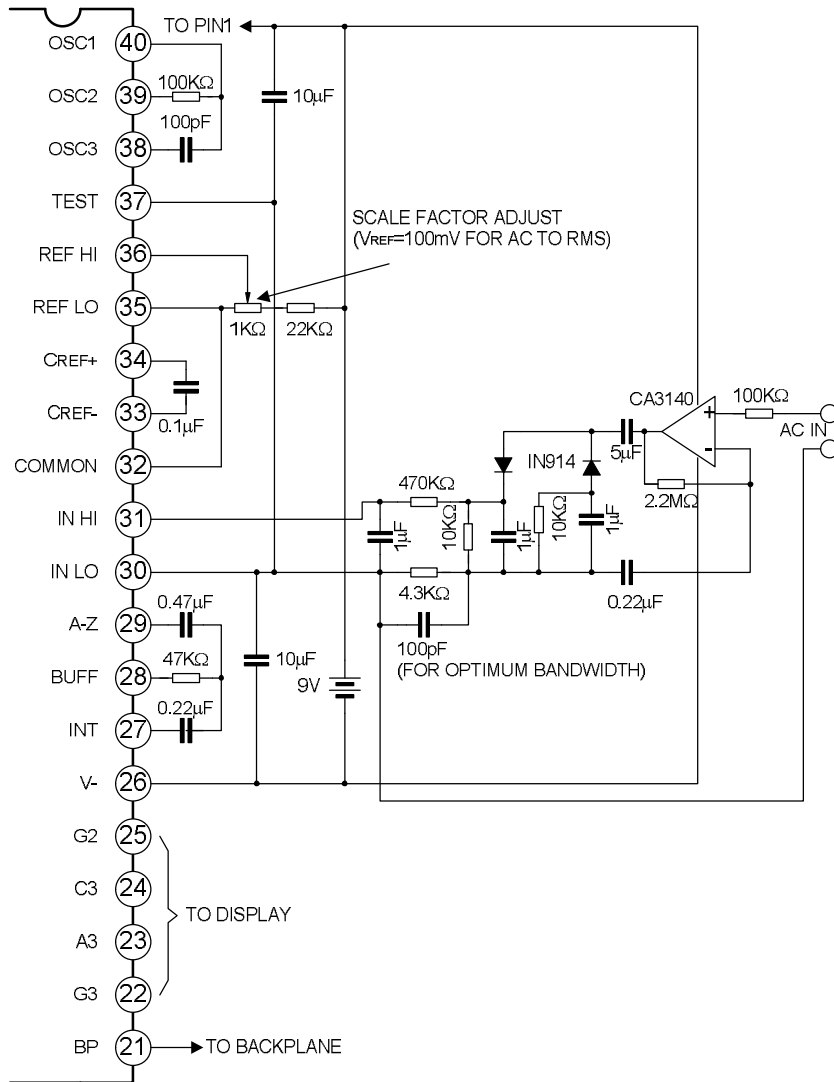 TO PIN1
OSC1 40
100KΩ
OSC2 39
10μF
100pF
OSC3 38
TEST 37
SCALE FACTOR ADJUST
(VREF=100mV FOR AC TO RMS)
REF HI 36
REF LO 35
1KΩ 22KΩ
CREF+ 34
CREF- 33
0.1μF
CA3140
100KΩ
+
-
AC IN
COMMON 32
IN914
5μF
2.2MΩ
470KΩ
IN HI 31
1μF
10KΩ
1μF
10KΩ
1μF
IN LO 30
4.3KΩ
0.22μF
0.47μF
A-Z 29
100pF
(FOR OPTIMUM BANDWIDTH)
BUFF 28
47KΩ
10μF
9V
0.22μF
INT 27
V- 26
G2 25
C3 24
TO DISPLAY
A3 23
G3 22
BP 21
TO BACKPLANE